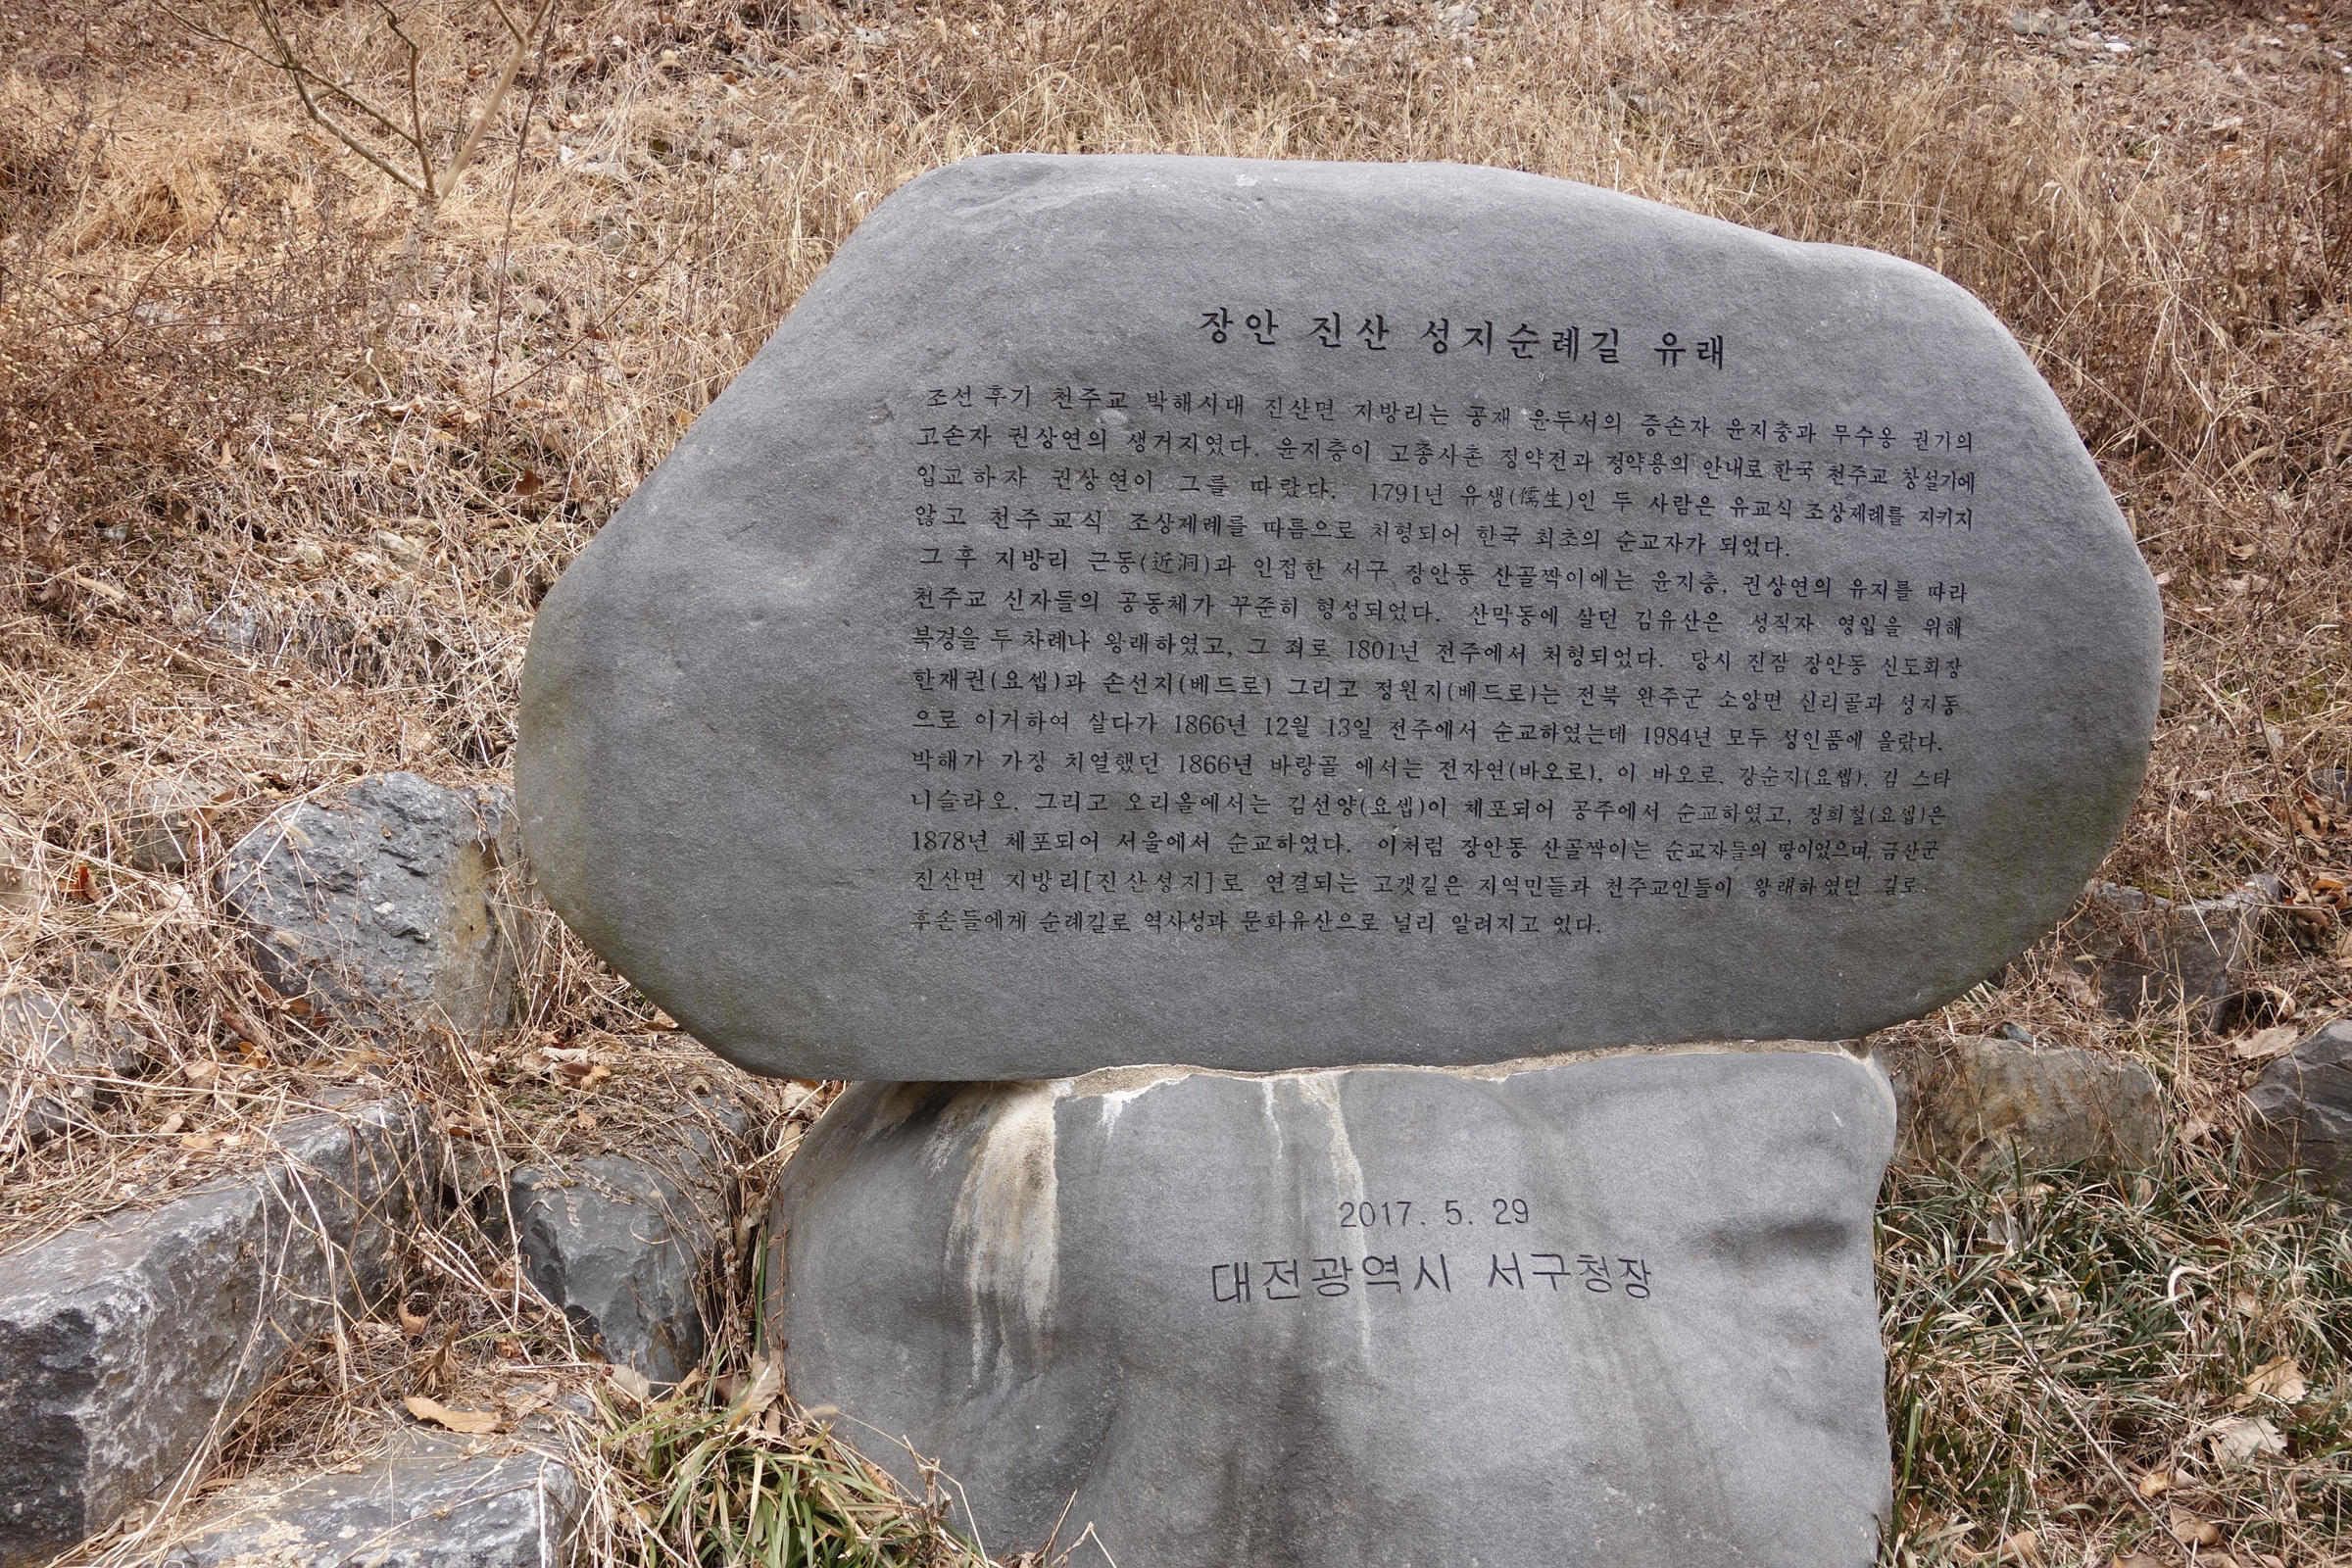 장안 진산 성지순례길 유래
조선 후기 천주교 박해시대 진산면 지방리는 공재 윤두서의 증손자 윤지충과 무수옹 권기의
고손자 권상연의 생거지였다. 윤지충이 고종사촌 정약전과 정약용의 안내로 한국 천주교 창설기에
입교하자 권상연이 그를 따랐다. 1791년 유생(儒生)인 두 사람은 유교식 조상제례를 지키지
않고 천주교식 조상제례를 따름으로 처형되어 한국 최초의 순교자가 되었다.
그 후 지방리 근동(近洞)과 인접한 서구 장안동 산골짝이에는 윤지충, 권상연의 유지를 따라
천주교 신자들의 공동체가 꾸준히 형성되었다. 산막동에 살던 김유산은 성직자 영입을 위해
북경을 두 차례나 왕래하였고, 그 죄로 1801년 전주에서 처형되었다. 당시 진잠 장안동 신도회장
한재권(요셉)과 손선지(베드로) 그리고 정원지(베드로)는 전북 완주군 소양면 신리골과 성지동
으로 이거하여 살다가 1866년 12월 13일 전주에서 순교하였는데 1984년 모두 성인품에 올랐다.
박해가 가장 치열했던 1866년 바랑골 에서는 전자연(바오로), 이 바오로, 강순지(요셉), 김 스타
니슬라오, 그리고 오리올에서는 김선양(요셉)이 체포되어 공주에서 순교하였고, 장희철(요셉)은
1878년 체포되어 서울에서 순교하였다. 이처럼 장안동 산골짝이는 순교자들의 땅이었으며, 금산군
진산면 지방리[진산성지]로 연결되는 고갯길은 지역민들과 천주교인들이 왕래하였던 길로
후손들에게 순례길로 역사성과 문화유산으로 널리 알려지고 있다.
2017. 5. 29
대전광역시 서구청장